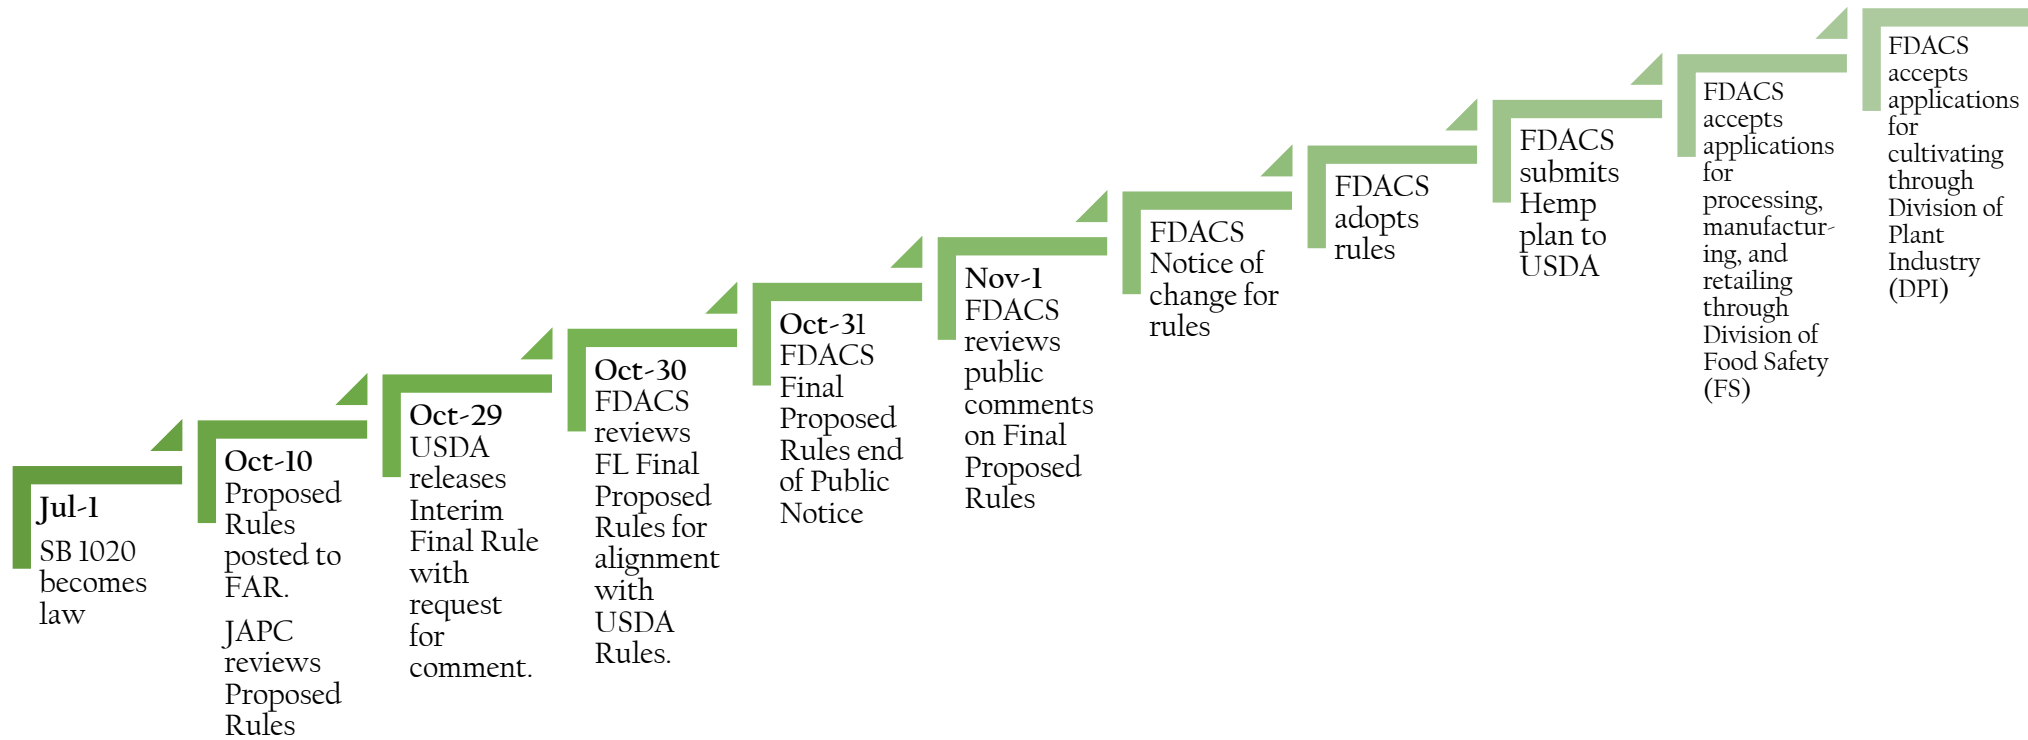 Jul-1
SB 1020
becomes
law
Oct-10
Proposed
Rules
posted to
FAR.
JAPC
reviews
Proposed
Rules
Oct-29
USDA
releases
Interim
Final Rule
with
request
for
comment.
Oct-30
FDACS
reviews
FL Final
Proposed
Rules for
alignment
with
USDA
Rules.
Oct-31
FDACS
Final
Proposed
Rules end
of Public
Notice
Nov-1
FDACS
reviews
public
comments
on Final
Proposed
Rules
FDACS
Notice of
change for
rules
FDACS
adopts
rules
FDACS
submits
Hemp
plan to
USDA
FDACS
accepts
applications
for
processing,
manufactur-
ing, and
retailing
through
Division of
Food Safety
(FS)
FDACS
accepts
applications
for
cultivating
through
Division of
Plant
Industry
(DPI)